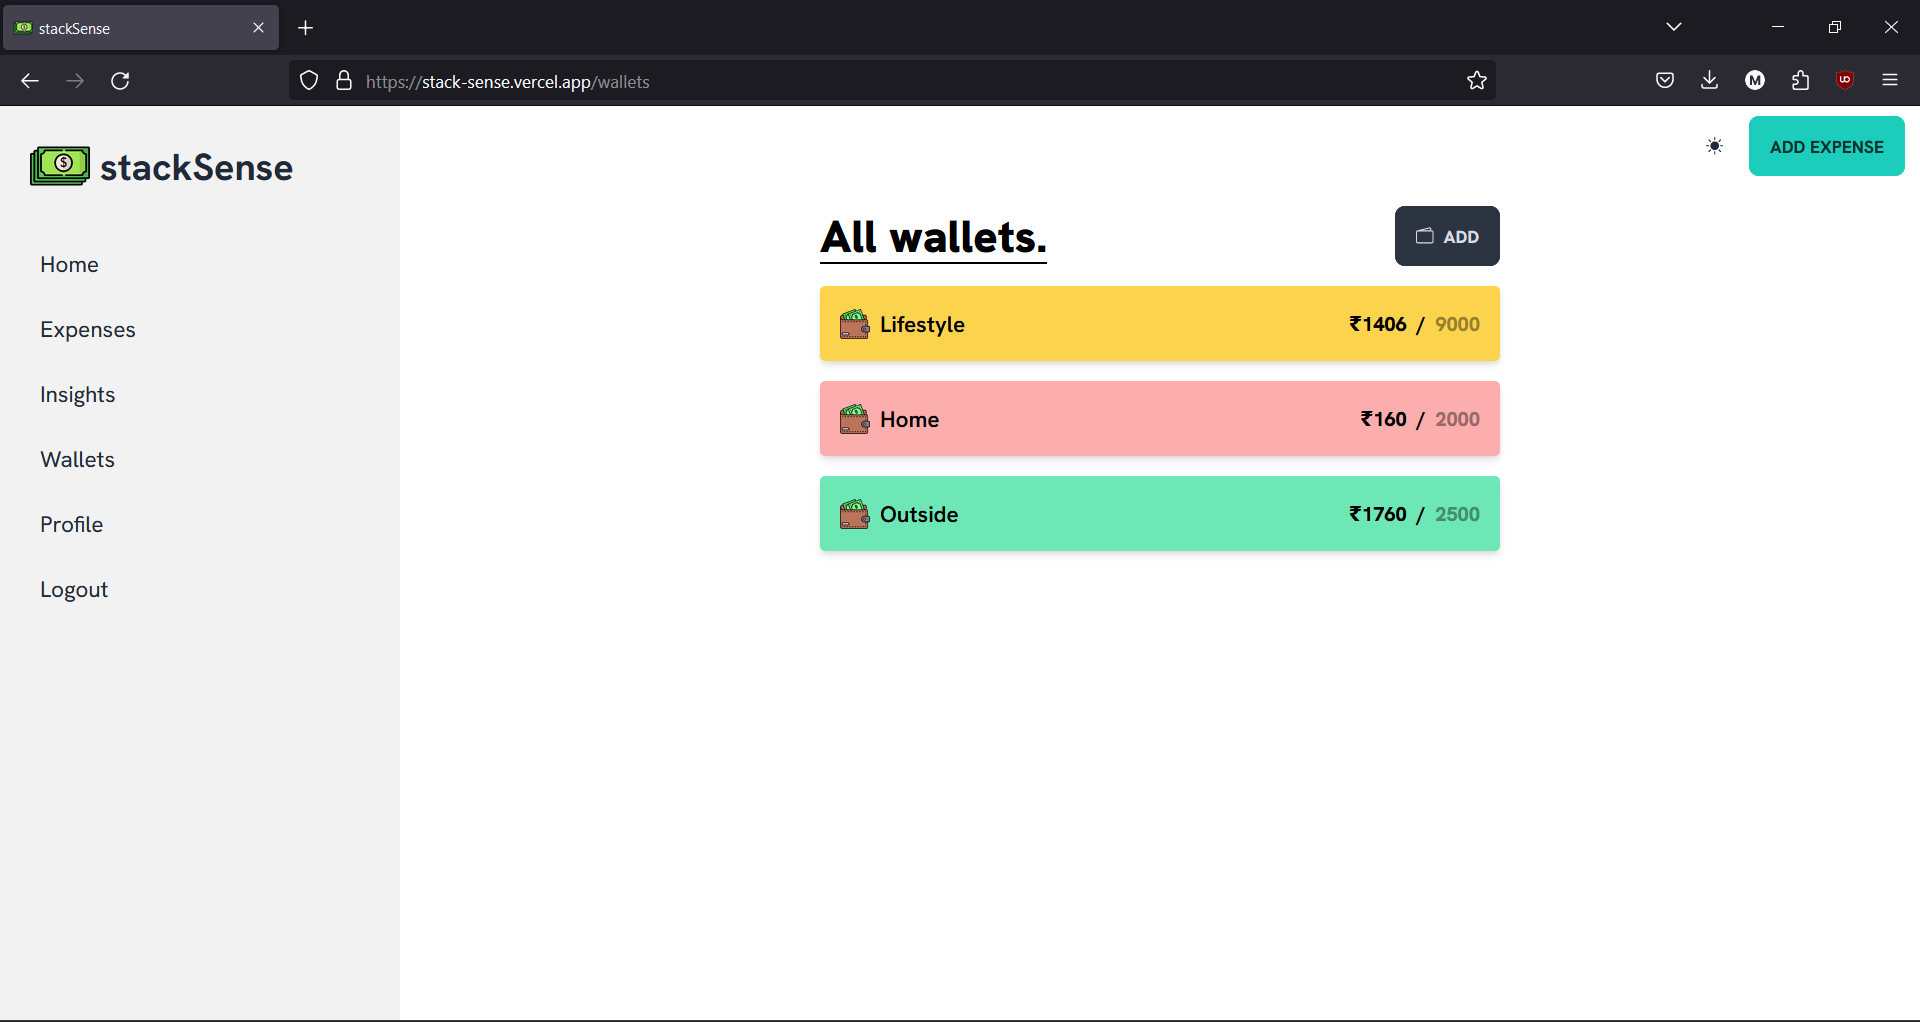 stackSense
https://stack-sense.vercel.app/wallets
stackSense
ADD EXPENSE
Home
Expenses
Insights
Wallets
Profile
Logout
All wallets.
ADD
Lifestyle ₹1406 / 9000
Home ₹160 / 2000
Outside ₹1760 / 2500